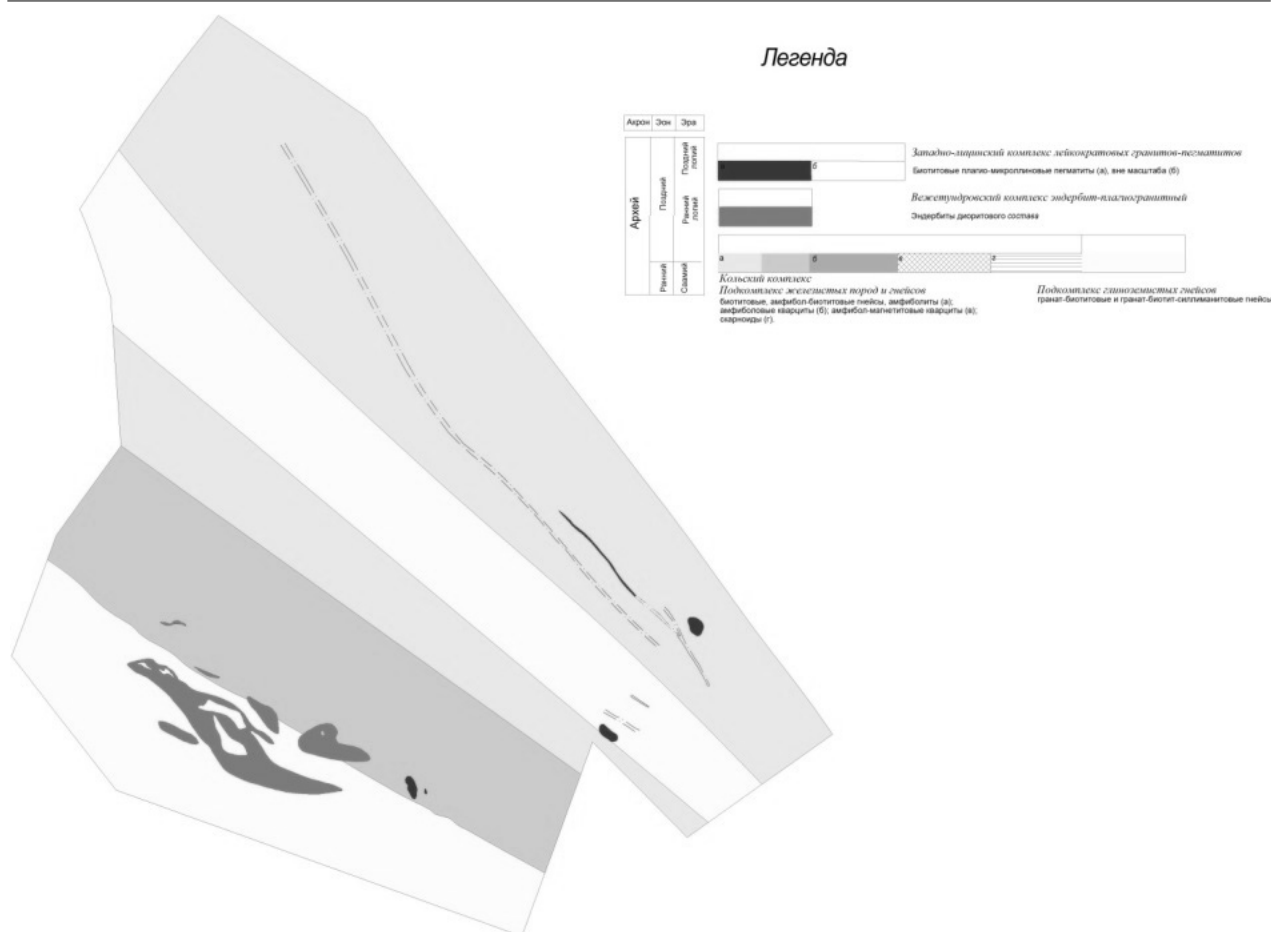 Легенда
Акрон Эон Эра
Архей
Поздний
Ранний
Поздний лопий
Ранний лопий
Саамий
а б
Западно-лицинский комплекс лейкократовых гранитов-пегматитов
Биотитовые плагио-микроллиновые пегматиты (а), вне масштаба (б)
Вежетундровский комплекс эндербит-плагиогранитный
Эндербиты диоритового состава
а б в г
Кольский комплекс
Подкомплекс железистых пород и гнейсов
биотитовые, амфибол-биотитовые гнейсы, амфиболиты (а);
амфиболовые кварциты (б); амфибол-магнетитовые кварциты (в);
скарноиды (г).
Подкомплекс глиноземистых гнейсов
гранат-биотитовые и гранат-биотит-силлиманитовые гнейсы